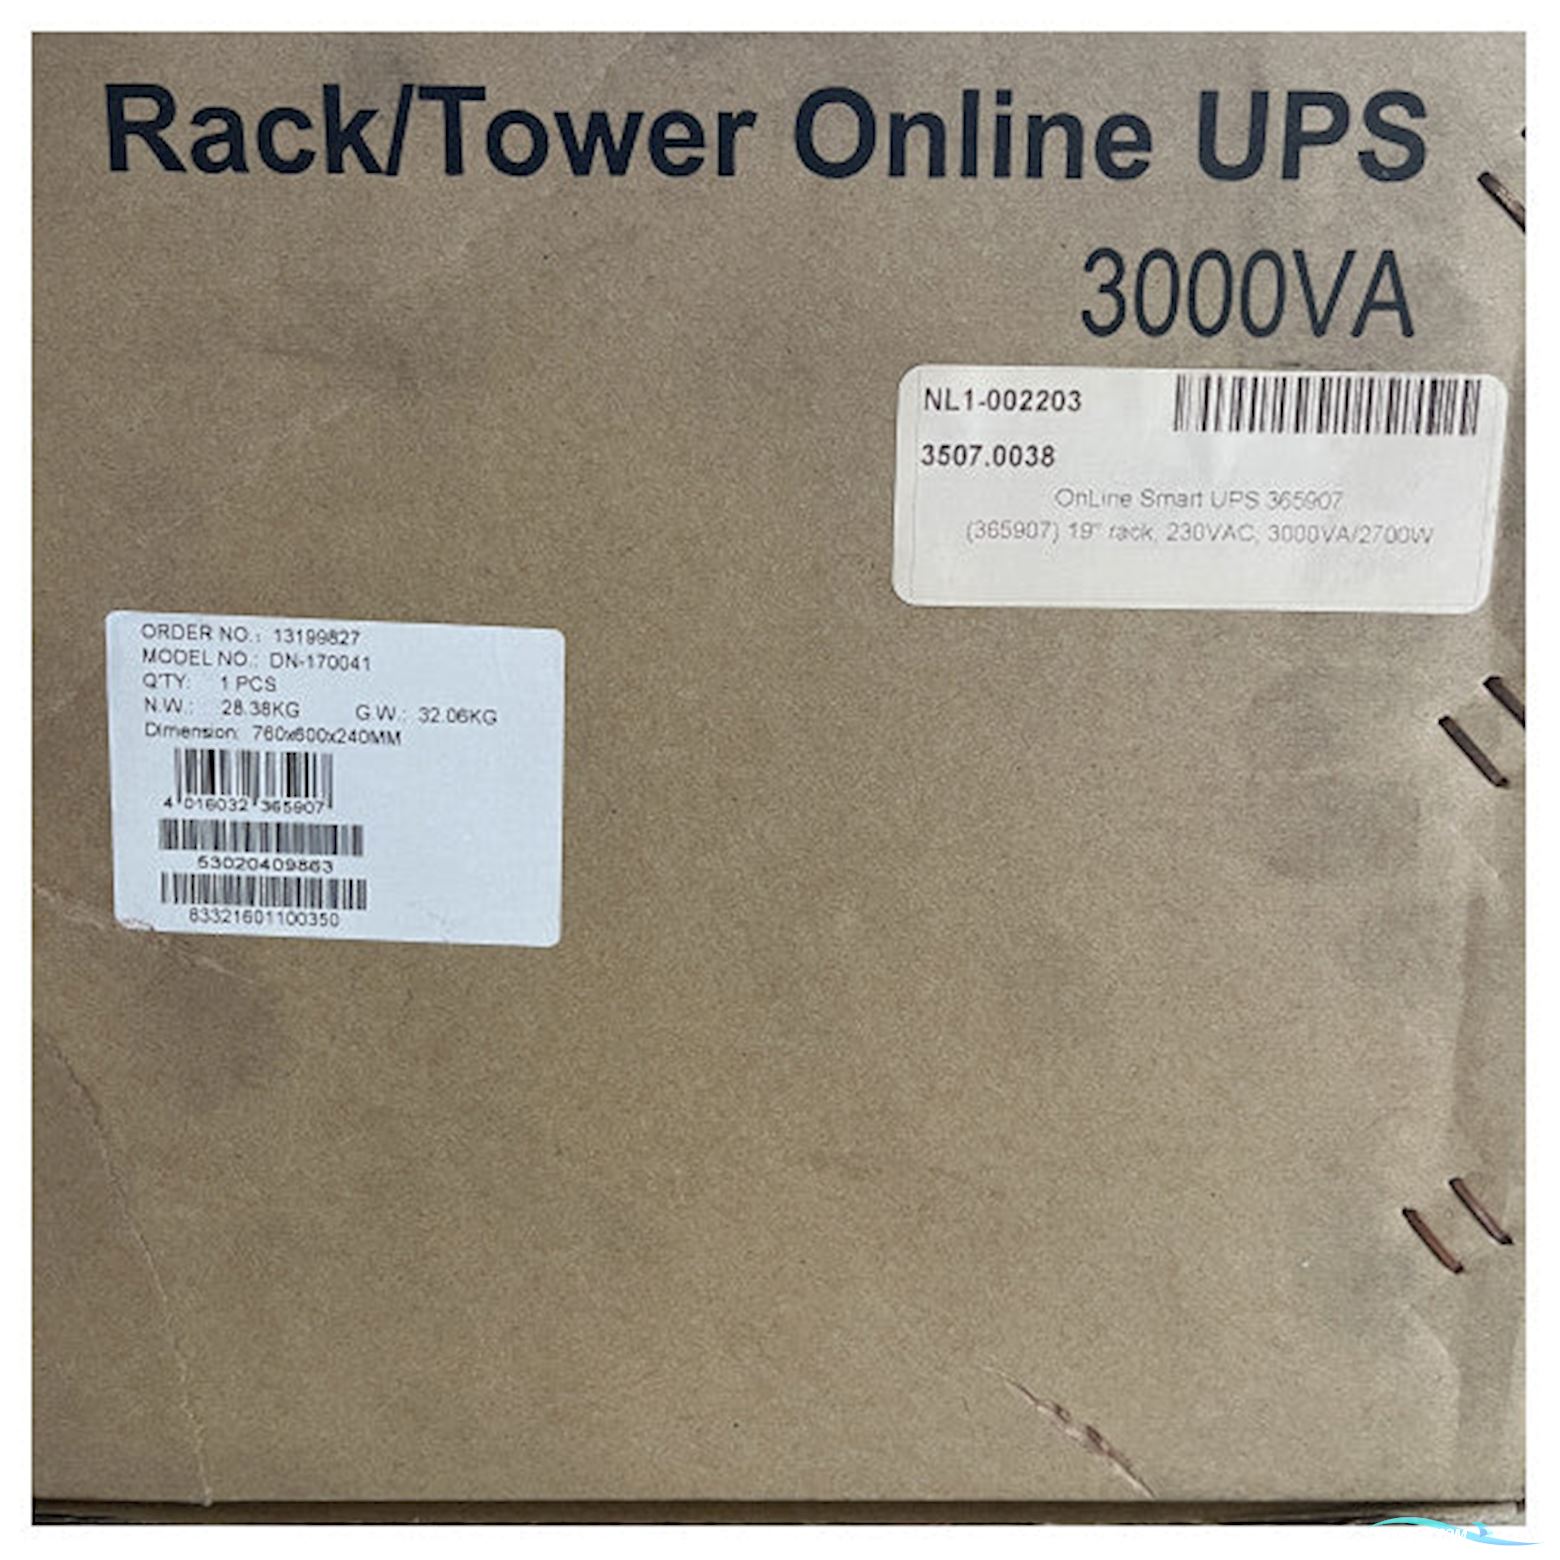 Rack/Tower Online UPS
3000VA
NL1-002203
3507.0038
OnLine Smart UPS 365907
(365907) 19" rack, 230VAC, 3000VA/2700W
ORDER NO.: 13199827
MODEL NO.: DN-170041
Q'TY: 1 PCS
N.W.: 28.38KG G.W.: 32.06KG
Dimension: 760x600x240MM
4 016032 365907
53020409863
83321601100350